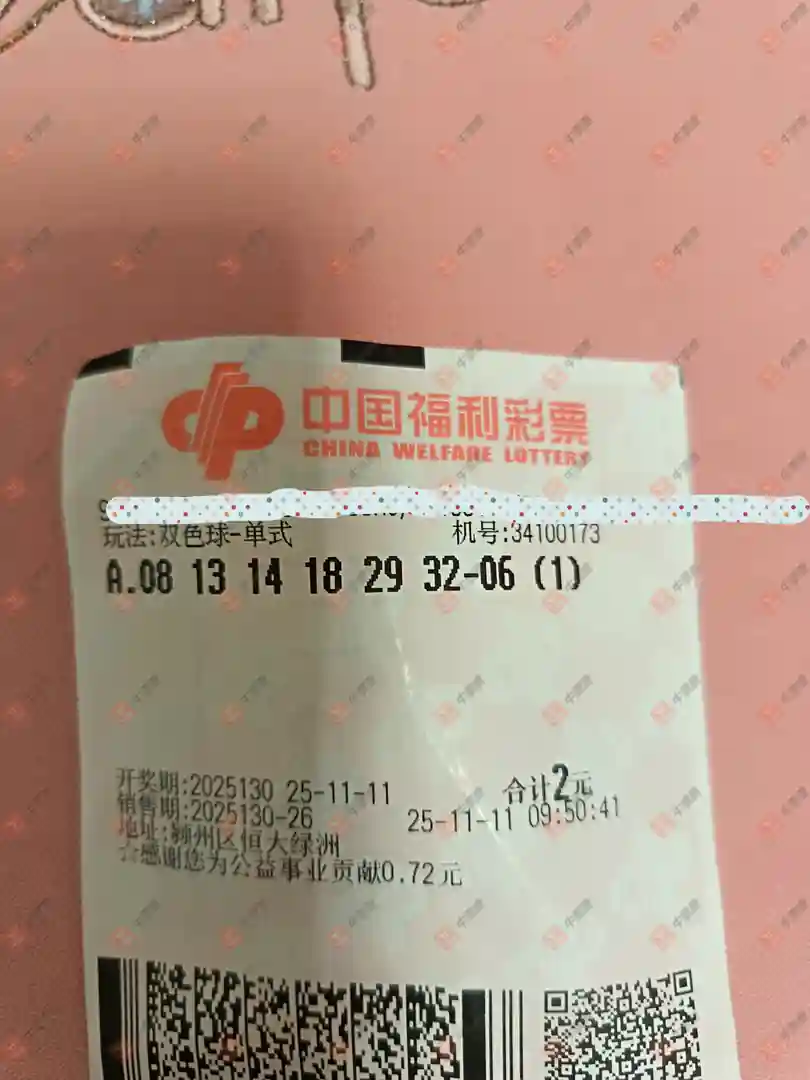 中国福利彩票
CHINA WELFARE LOTTERY
玩法:双色球-单式 机号:34100173
A.08 13 14 18 29 32-06 (1)
开奖期:2025130 25-11-11 合计2元
销售期:2025130-26 25-11-11 09:50:41
地址:颍州区恒大绿洲
感谢您为公益事业贡献0.72元